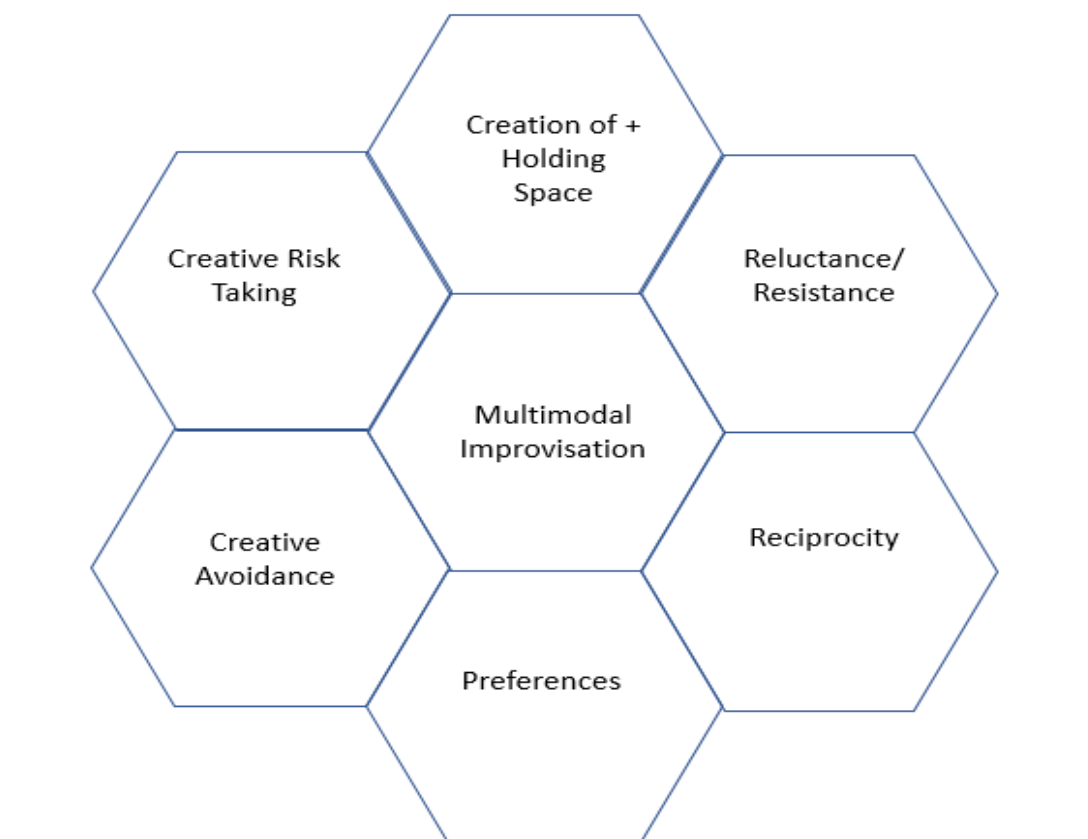 Creation of +
Holding
Space
Creative Risk
Taking
Reluctance/
Resistance
Multimodal
Improvisation
Creative
Avoidance
Reciprocity
Preferences